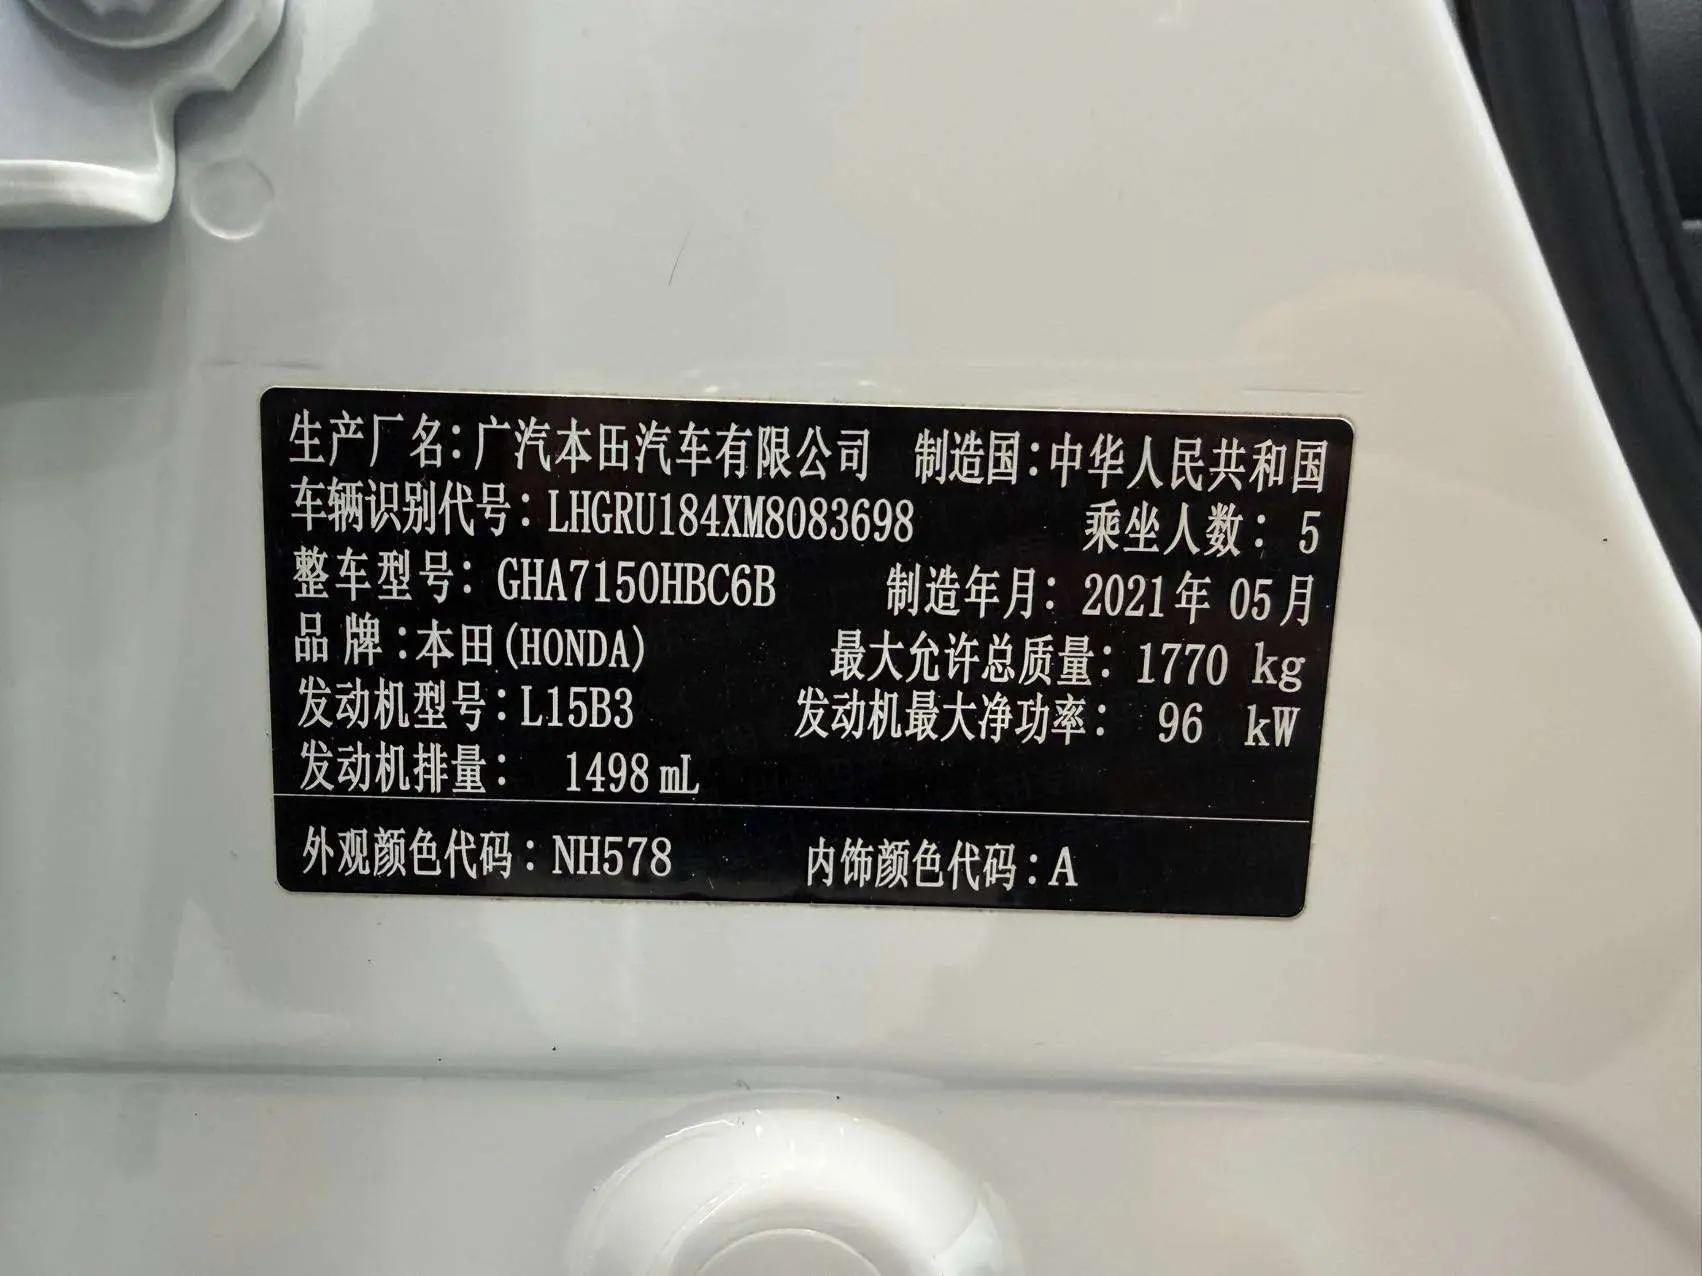 生产厂名：广汽本田汽车有限公司 制造国：中华人民共和国
车辆识别代号：LHGRU184XM8083698 乘坐人数：5
整车型号：GHA7150HBC6B 制造年月：2021年 05月
品 牌：本田(HONDA) 最大允许总质量：1770 kg
发动机型号：L15B3 发动机最大净功率：96 kW
发动机排量：1498 mL
外观颜色代码：NH578 内饰颜色代码：A